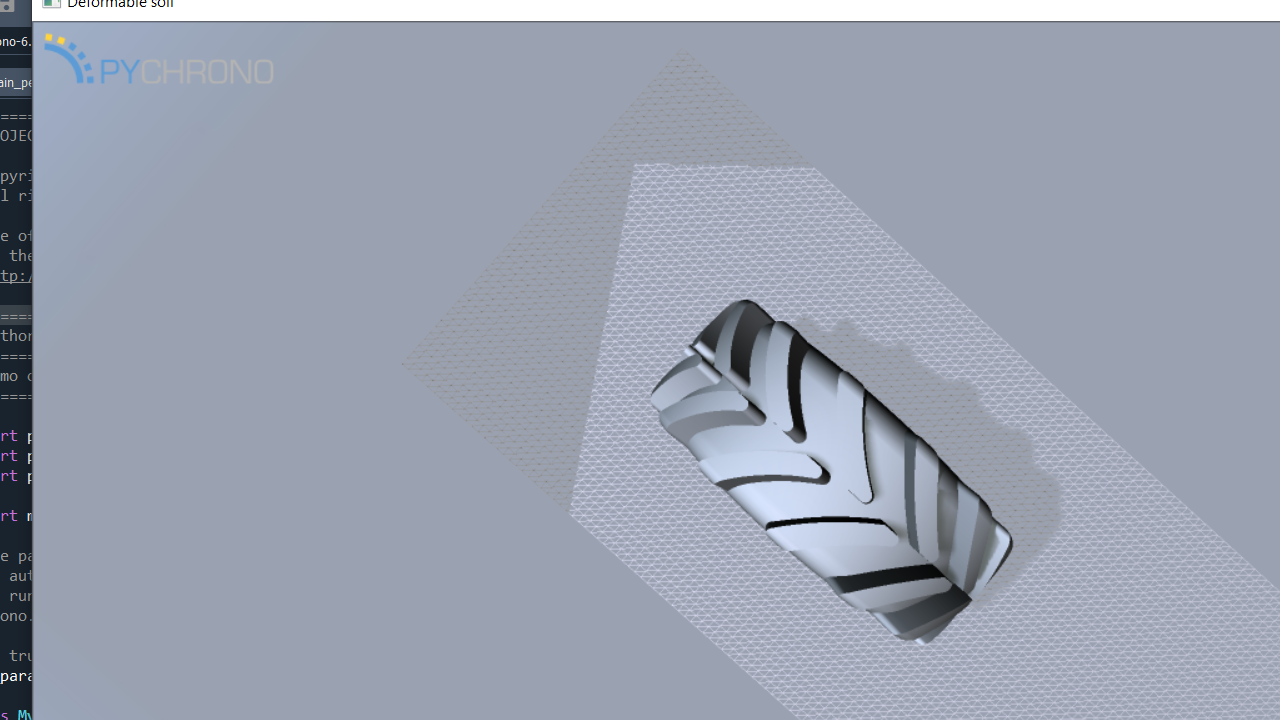 Deformable soil
PYCHRONO
ono-6.
ain_pe
====
OJEC
pyri
l ri
e of
the
tp:/
====
thor
====
mo c
====
rt p
rt p
rt p
rt m
e pa
aut
run
ono.
tru
para
s My